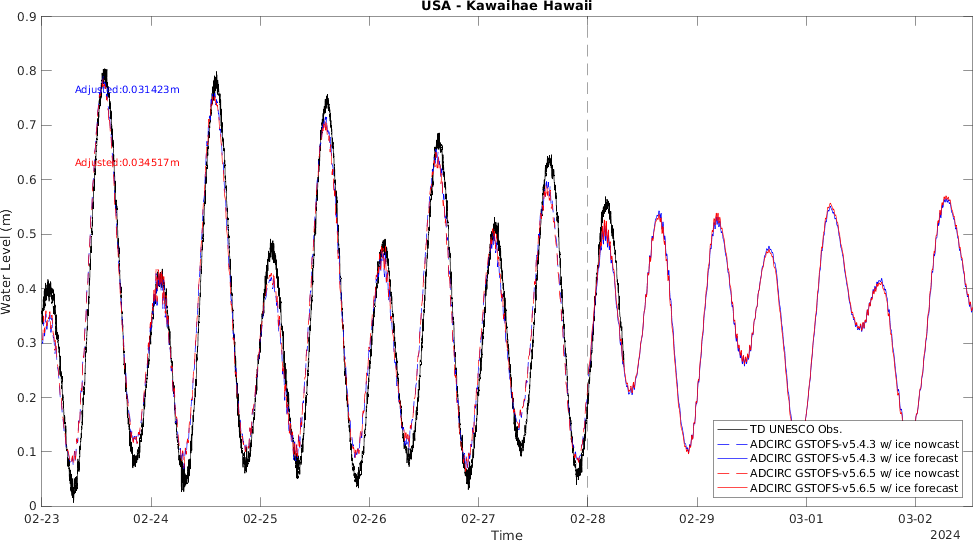 USA - Kawaihae Hawaii
0.9
0.8
0.7
0.6
0.5
0.4
0.3
0.2
0.1
0
Water Level (m)
Adjusted:0.031423m
Adjusted:0.034517m
TD UNESCO Obs.
ADCIRC GSTOFS-v5.4.3 w/ ice nowcast
ADCIRC GSTOFS-v5.4.3 w/ ice forecast
ADCIRC GSTOFS-v5.6.5 w/ ice nowcast
ADCIRC GSTOFS-v5.6.5 w/ ice forecast
02-23 02-24 02-25 02-26 02-27 02-28 02-29 03-01 03-02
Time
2024